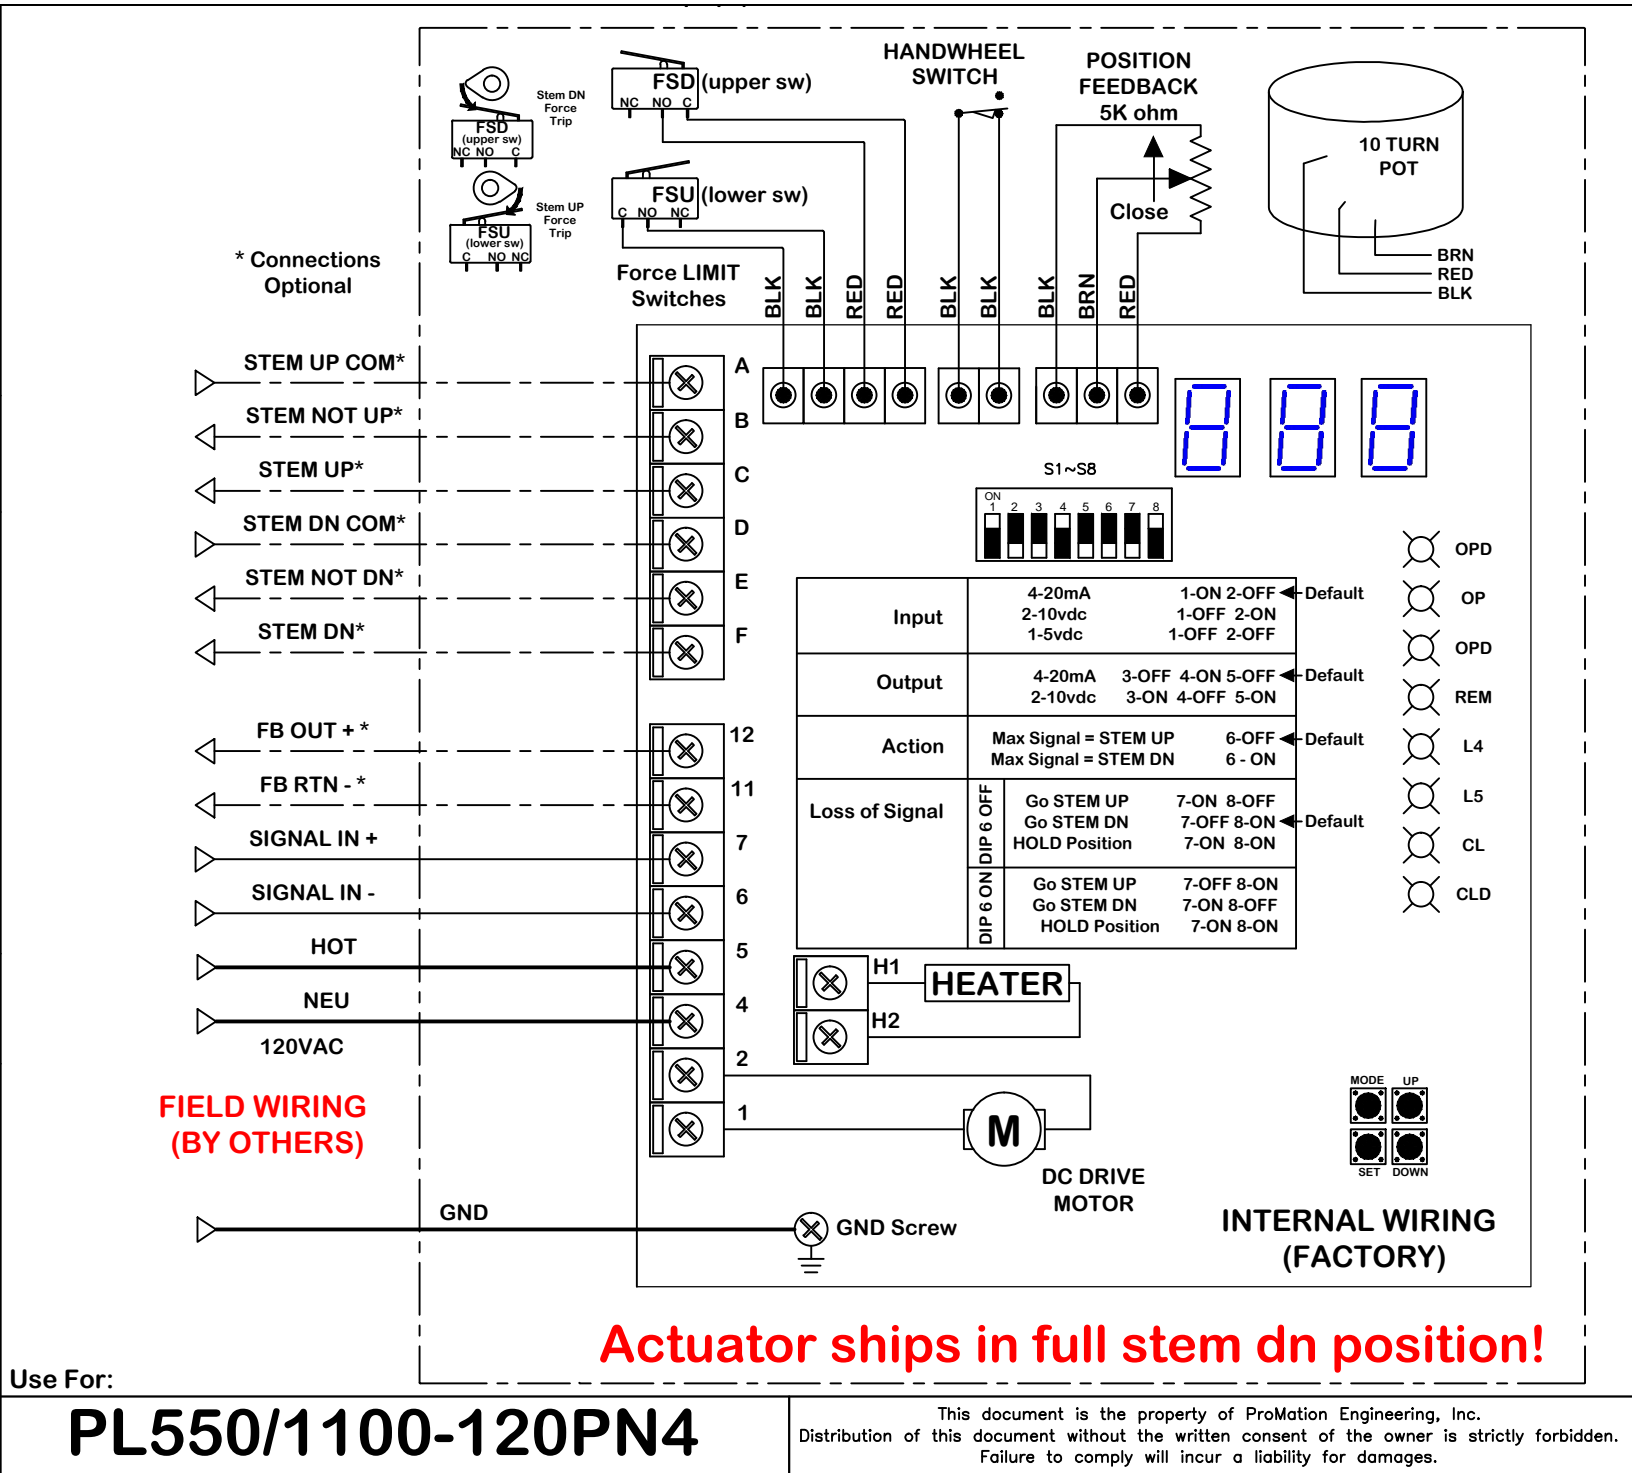 Stem DN
Force
Trip
FSD
(upper sw)
NC NO C
Stem UP
Force
Trip
FSU
(lower sw)
C NO NC
FSD (upper sw)
NC NO C
FSU (lower sw)
C NO NC
Force LIMIT
Switches
HANDWHEEL
SWITCH
POSITION
FEEDBACK
5K ohm
Close
10 TURN
POT
BRN
RED
BLK
BLK BLK RED RED BLK BLK BLK BRN RED
* Connections
Optional
STEM UP COM*
STEM NOT UP*
STEM UP*
STEM DN COM*
STEM NOT DN*
STEM DN*
FB OUT + *
FB RTN - *
SIGNAL IN +
SIGNAL IN -
HOT
NEU
120VAC
FIELD WIRING
(BY OTHERS)
GND
A
B
C
D
E
F
12
11
7
6
5
4
2
1
S1~S8
ON
1 2 3 4 5 6 7 8
Input
4-20mA 1-ON 2-OFF Default
2-10vdc 1-OFF 2-ON
1-5vdc 1-OFF 2-OFF
Output
4-20mA 3-OFF 4-ON 5-OFF Default
2-10vdc 3-ON 4-OFF 5-ON
Action
Max Signal = STEM UP 6-OFF Default
Max Signal = STEM DN 6 - ON
Loss of Signal
DIP 6 OFF
Go STEM UP 7-ON 8-OFF
Go STEM DN 7-OFF 8-ON Default
HOLD Position 7-ON 8-ON
DIP 6 ON
Go STEM UP 7-OFF 8-ON
Go STEM DN 7-ON 8-OFF
HOLD Position 7-ON 8-ON
OPD
OP
OPD
REM
L4
L5
CL
CLD
H1
HEATER
H2
M
DC DRIVE
MOTOR
MODE UP
SET DOWN
GND Screw
INTERNAL WIRING
(FACTORY)
Actuator ships in full stem dn position!
Use For:
PL550/1100-120PN4
This document is the property of ProMation Engineering, Inc.
Distribution of this document without the written consent of the owner is strictly forbidden.
Failure to comply will incur a liability for damages.